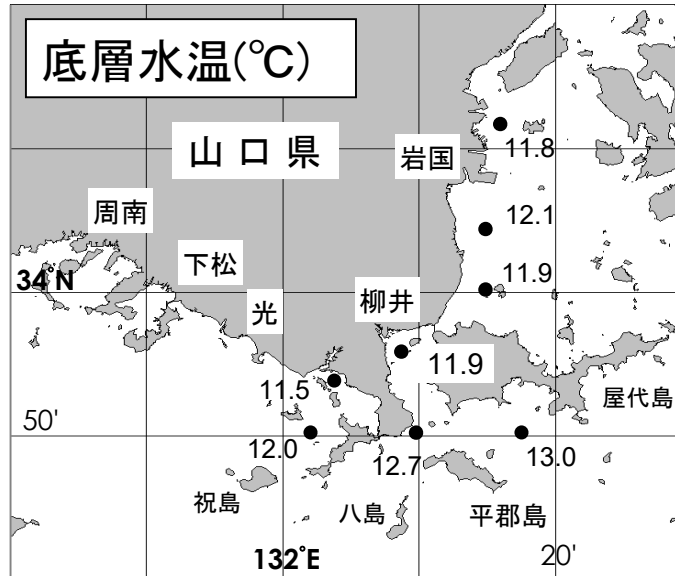 底層水温(℃)
山口県
岩国
11.8
周南
12.1
下松
34°N
11.9
光
柳井
11.9
11.5
屋代島
50'
12.0
12.7
13.0
祝島
八島
平郡島
132°E
20'